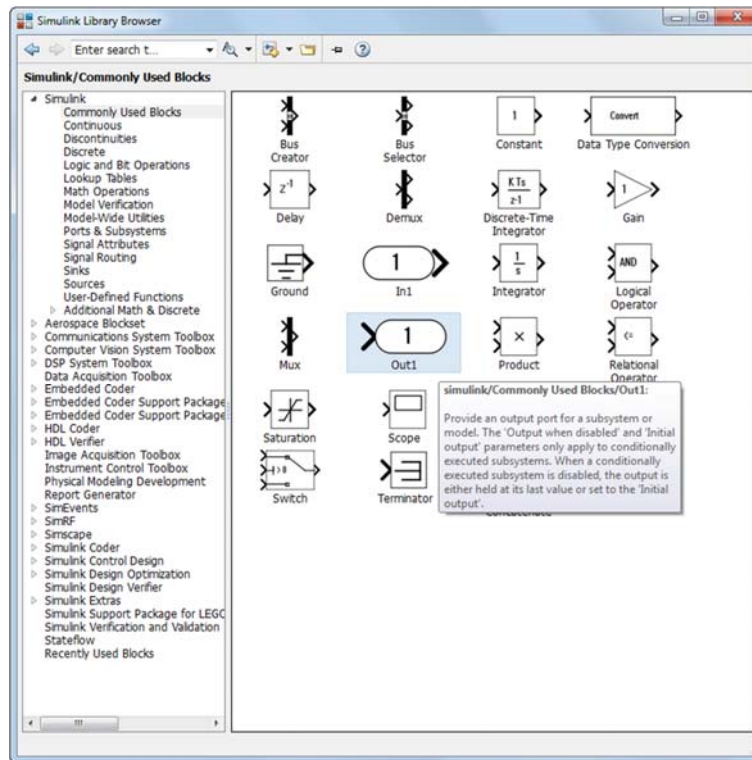 Simulink Library Browser
Enter search t...
Simulink/Commonly Used Blocks
Simulink
Commonly Used Blocks
Continuous
Discontinuities
Discrete
Logic and Bit Operations
Lookup Tables
Math Operations
Model Verification
Model-Wide Utilities
Ports & Subsystems
Signal Attributes
Signal Routing
Sinks
Sources
User-Defined Functions
Additional Math & Discrete
Aerospace Blockset
Communications System Toolbox
Computer Vision System Toolbox
DSP System Toolbox
Data Acquisition Toolbox
Embedded Coder
Embedded Coder Support Package
Embedded Coder Support Package
HDL Coder
HDL Verifier
Image Acquisition Toolbox
Instrument Control Toolbox
Physical Modeling Development
Report Generator
SimEvents
SimRF
Simscape
Simulink Coder
Simulink Control Design
Simulink Design Optimization
Simulink Design Verifier
Simulink Extras
Simulink Support Package for LEGO
Simulink Verification and Validation
Stateflow
Recently Used Blocks
Bus
Creator
Bus
Selector
1
Constant
Convert
Data Type Conversion
z-1
Delay
Demux
K Ts
z-1
Discrete-Time
Integrator
1
Gain
Ground
1
In1
1
s
Integrator
AND
Logical
Operator
Mux
1
Out1
×
Product
<=
Relational
Operator
Saturation
Scope
> 0
Switch
Terminator
simulink/Commonly Used Blocks/Out1:
Provide an output port for a subsystem or
model. The 'Output when disabled' and 'Initial
output' parameters only apply to conditionally
executed subsystems. When a conditionally
executed subsystem is disabled, the output is
either held at its last value or set to the 'Initial
output'.